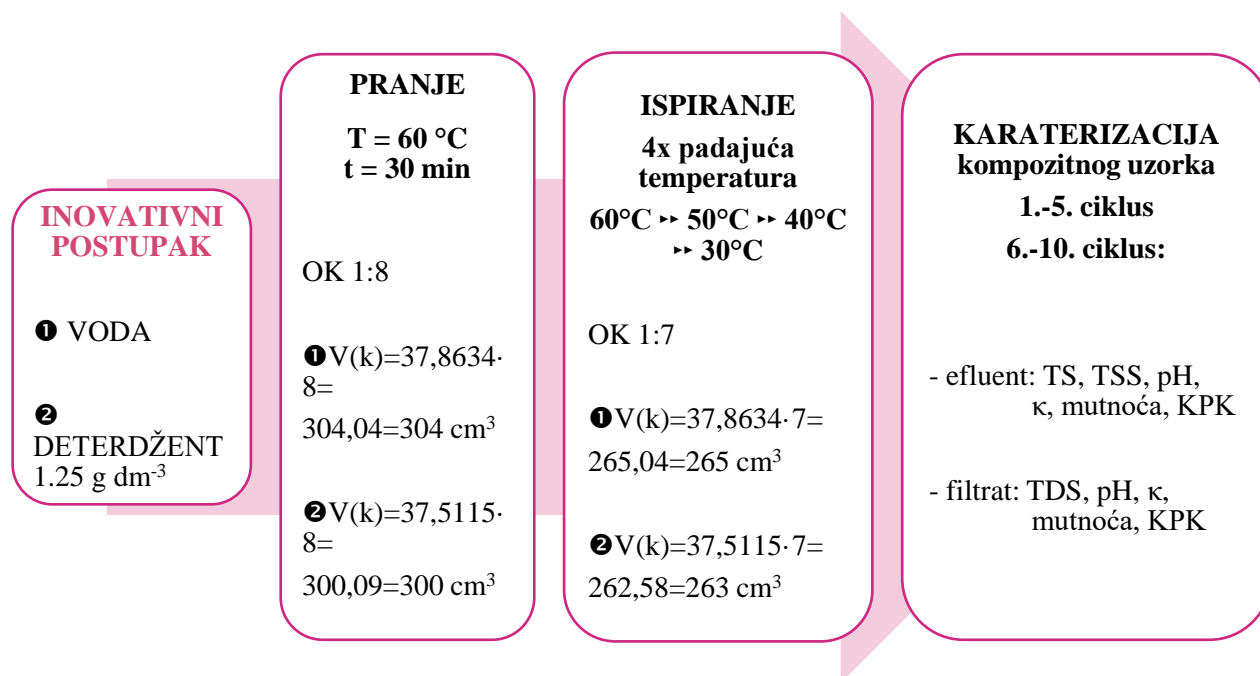 INOVATIVNI
POSTUPAK
❶ VODA
❷
DETERDŽENT
1.25 g dm⁻³
PRANJE
T = 60 °C
t = 30 min
OK 1:8
❶V(k)=37,8634·
8=
304,04=304 cm³
❷V(k)=37,5115·
8=
300,09=300 cm³
ISPIRANJE
4x padajuća
temperatura
60°C ▸▸ 50°C ▸▸ 40°C
▸▸ 30°C
OK 1:7
❶V(k)=37,8634·7=
265,04=265 cm³
❷V(k)=37,5115·7=
262,58=263 cm³
KARATERIZACIJA
kompozitnog uzorka
1.-5. ciklus
6.-10. ciklus:
- efluent: TS, TSS, pH,
κ, mutnoća, KPK
- filtrat: TDS, pH, κ,
mutnoća, KPK